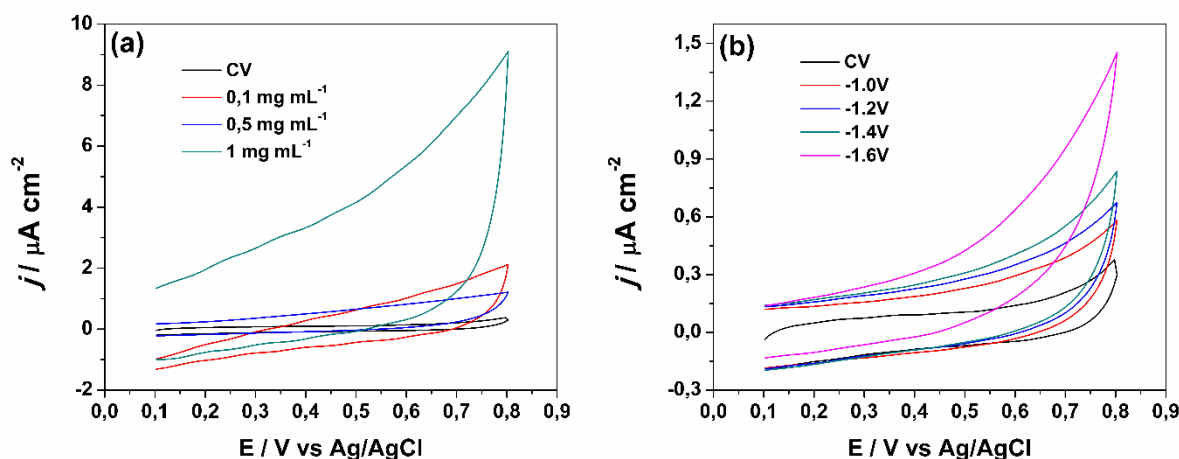 (a)
CV
0,1 mg mL⁻¹
0,5 mg mL⁻¹
1 mg mL⁻¹
10
8
6
4
2
0
-2
0,0 0,1 0,2 0,3 0,4 0,5 0,6 0,7 0,8 0,9
j / μA cm⁻²
E / V vs Ag/AgCl
(b)
CV
-1.0V
-1.2V
-1.4V
-1.6V
1,5
1,2
0,9
0,6
0,3
0,0
-0,3
0,0 0,1 0,2 0,3 0,4 0,5 0,6 0,7 0,8 0,9
j / μA cm⁻²
E / V vs Ag/AgCl